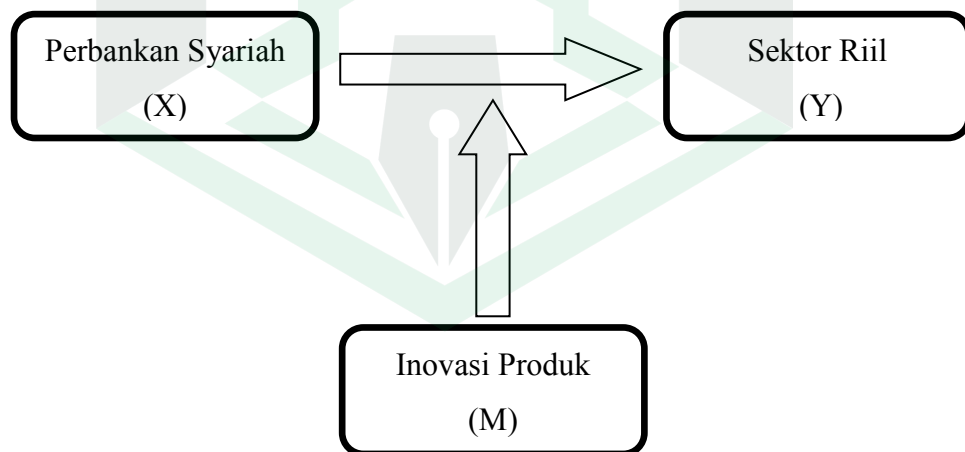 Perbankan Syariah
(X)
Sektor Riil
(Y)
Inovasi Produk
(M)